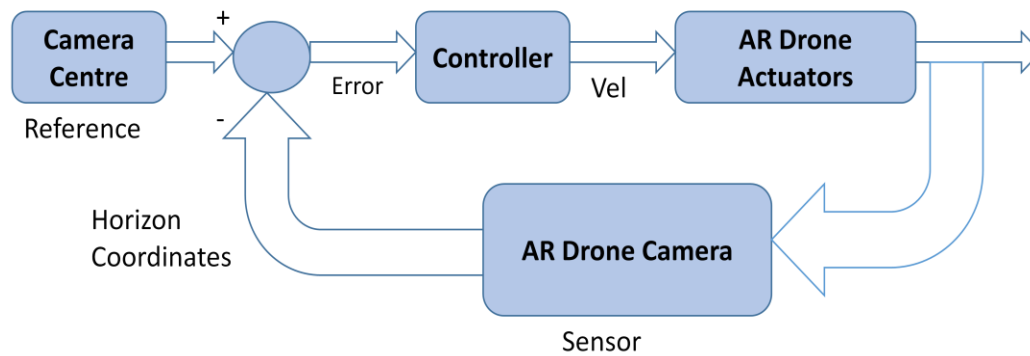 +
Camera
Centre
Reference
-
Error
Controller
Vel
AR Drone
Actuators
Horizon
Coordinates
AR Drone Camera
Sensor